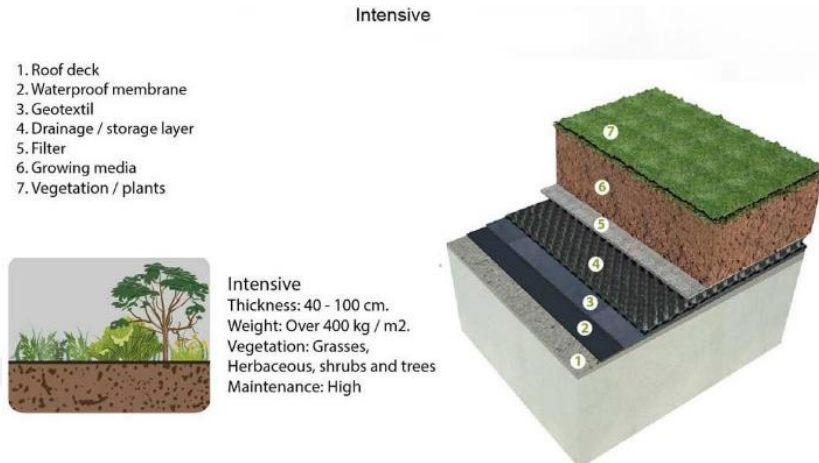 Intensive
1. Roof deck
2. Waterproof membrane
3. Geotextil
4. Drainage / storage layer
5. Filter
6. Growing media
7. Vegetation / plants
7
6
5
4
3
2
1
Intensive
Thickness: 40 - 100 cm.
Weight: Over 400 kg / m2.
Vegetation: Grasses,
Herbaceous, shrubs and trees
Maintenance: High